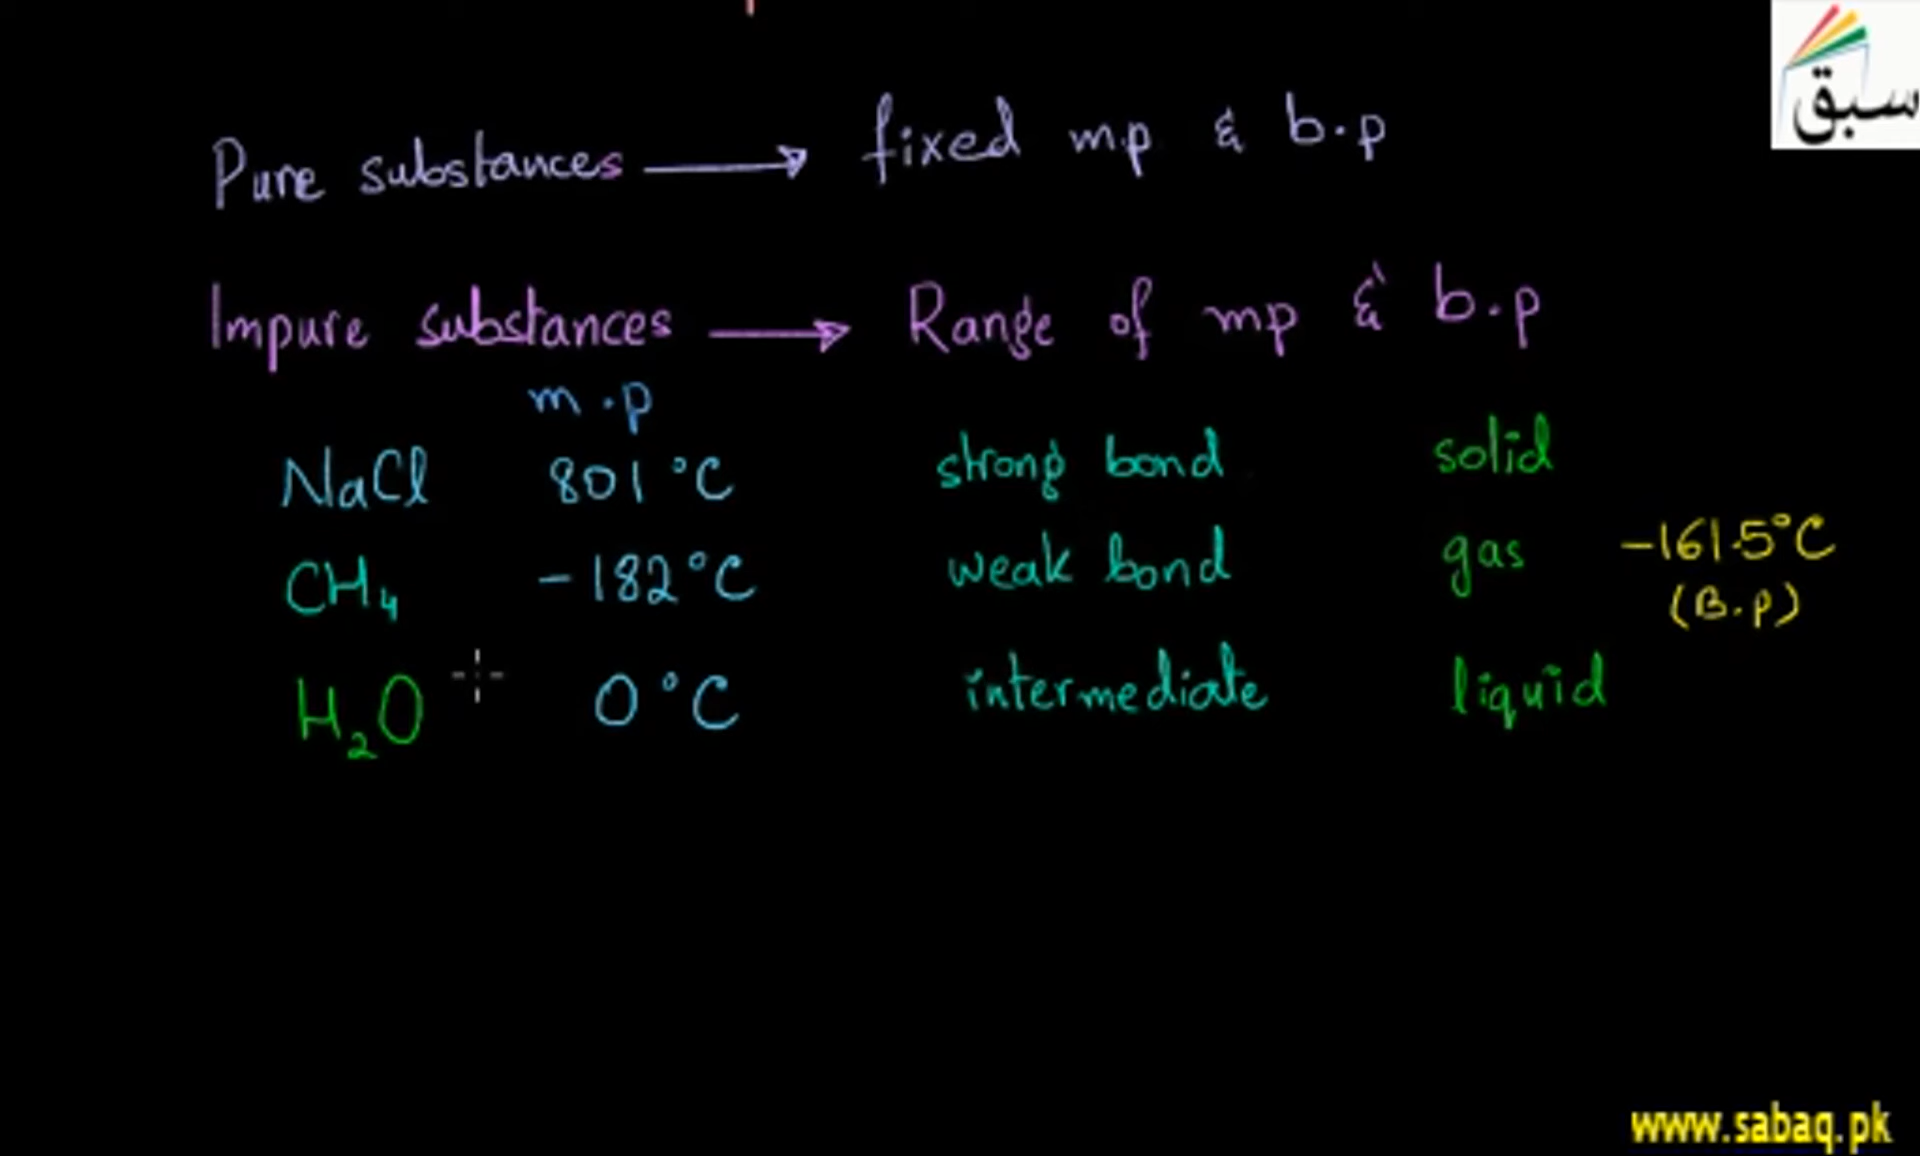 سبق
Pure substances → fixed m.p & b.p
Impure substances → Range of mp & b.p
m.p
NaCl 801 °C strong bond solid
CH₄ -182 °C weak bond gas -161.5°C
(B.p)
H₂O 0 °C intermediate liquid
www.sabaq.pk